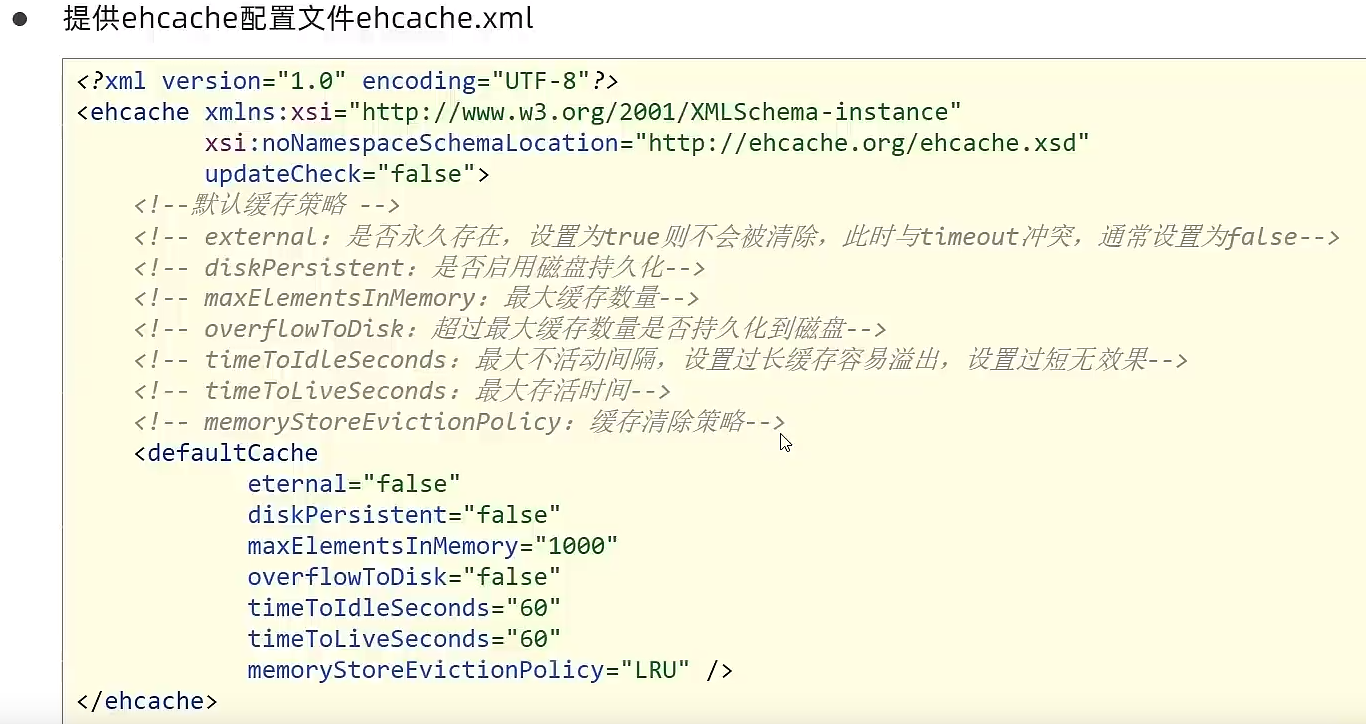 ● 提供ehcache配置文件ehcache.xml
<?xml version="1.0" encoding="UTF-8"?>
<ehcache xmlns:xsi="http://www.w3.org/2001/XMLSchema-instance"
xsi:noNamespaceSchemaLocation="http://ehcache.org/ehcache.xsd"
updateCheck="false">
<!--默认缓存策略 -->
<!-- external：是否永久存在，设置为true则不会被清除，此时与timeout冲突，通常设置为false-->
<!-- diskPersistent：是否启用磁盘持久化-->
<!-- maxElementsInMemory：最大缓存数量-->
<!-- overflowToDisk：超过最大缓存数量是否持久化到磁盘-->
<!-- timeToIdleSeconds：最大不活动间隔，设置过长缓存容易溢出，设置过短无效果-->
<!-- timeToLiveSeconds：最大存活时间-->
<!-- memoryStoreEvictionPolicy：缓存清除策略-->
<defaultCache
eternal="false"
diskPersistent="false"
maxElementsInMemory="1000"
overflowToDisk="false"
timeToIdleSeconds="60"
timeToLiveSeconds="60"
memoryStoreEvictionPolicy="LRU" />
</ehcache>